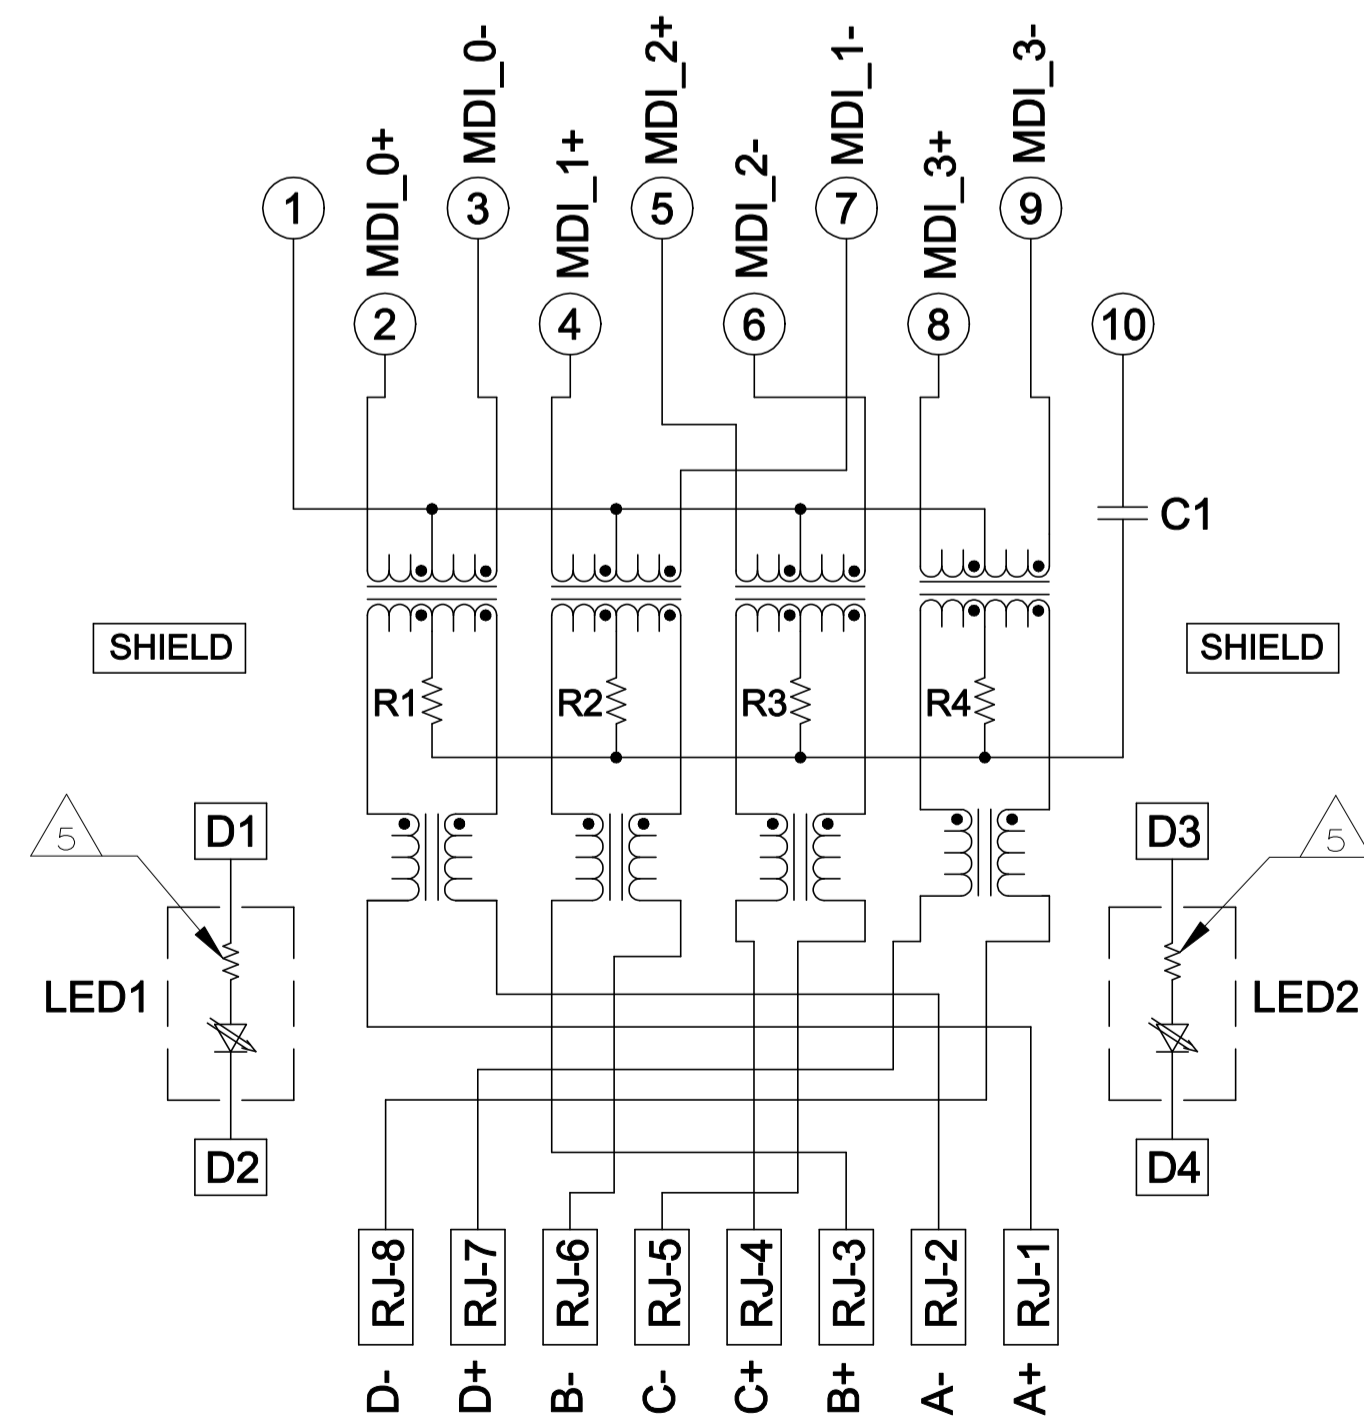 MDI_0+
MDI_0-
MDI_1+
MDI_2+
MDI_2-
MDI_1-
MDI_3+
MDI_3-
1
3
5
7
9
2
4
6
8
10
C1
SHIELD
SHIELD
R1
R2
R3
R4
5
D1
D3
5
LED1
LED2
D2
D4
RJ-8
RJ-7
RJ-6
RJ-5
RJ-4
RJ-3
RJ-2
RJ-1
D-
D+
B-
C-
C+
B+
A-
A+